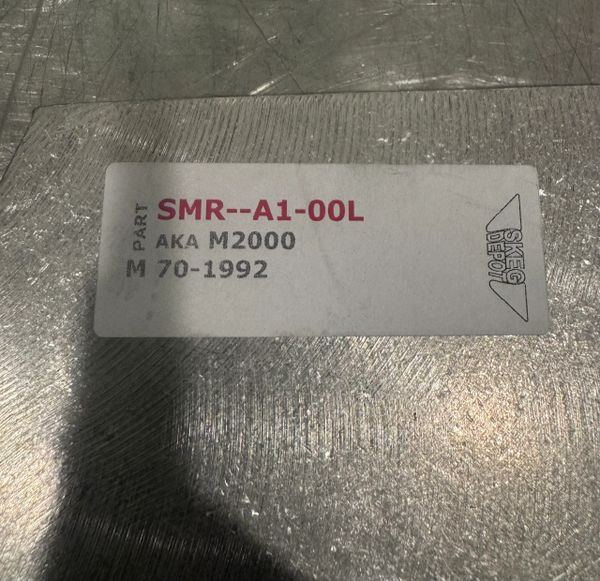 PART
SMR--A1-00L
AKA M2000
M 70-1992
SKEG
DEPOT